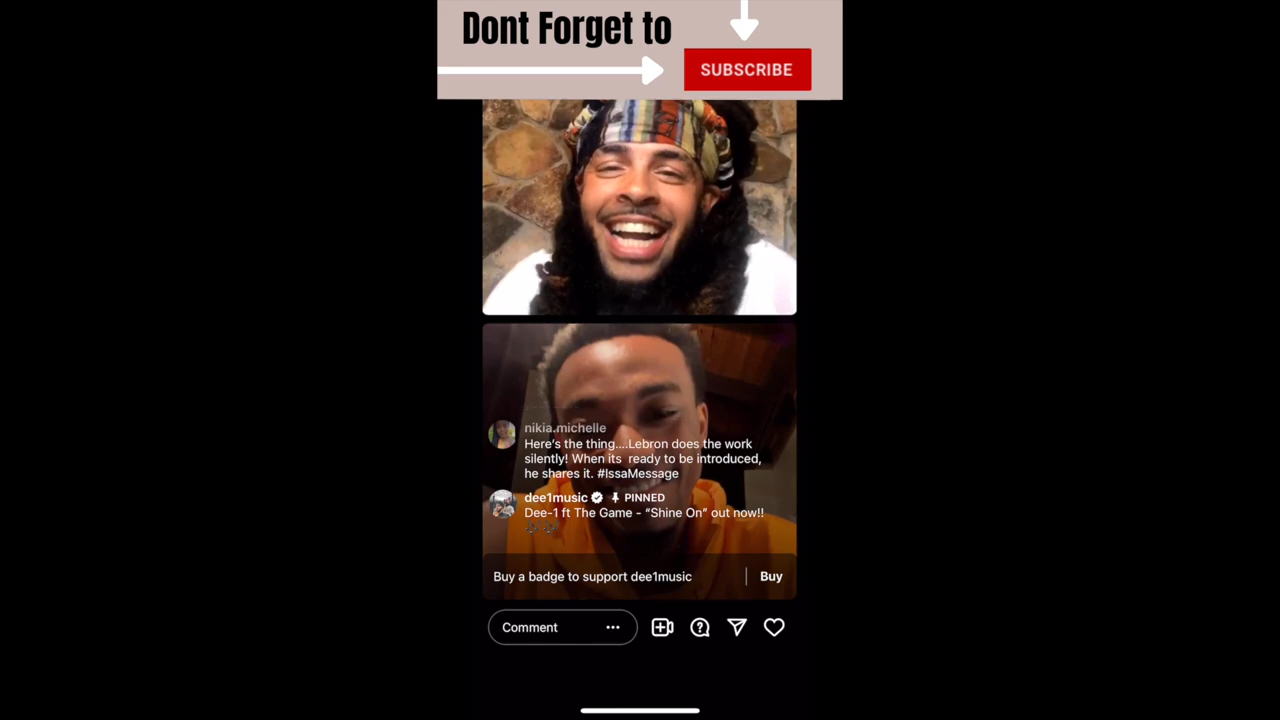 Dont Forget to
SUBSCRIBE
nikia.michelle
Here's the thing....Lebron does the work
silently! When its ready to be introduced,
he shares it. #IssaMessage
dee1music PINNED
Dee-1 ft The Game - “Shine On” out now!!
Buy a badge to support dee1music Buy
Comment